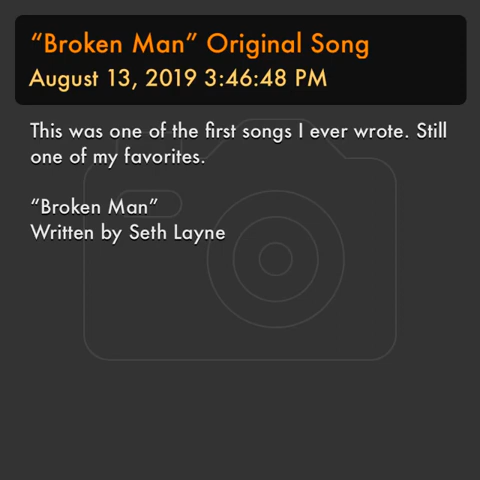 “Broken Man” Original Song
August 13, 2019 3:46:48 PM
This was one of the first songs I ever wrote. Still
one of my favorites.
“Broken Man”
Written by Seth Layne